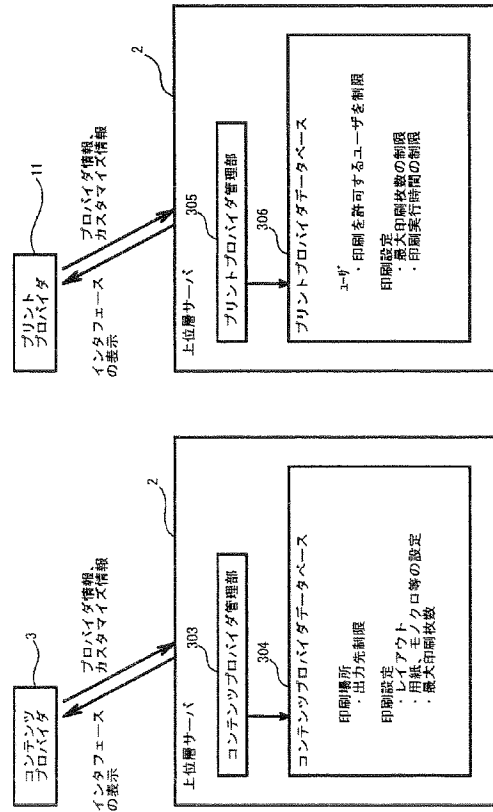 コンテンツ
プロバイダ
3
インタフェース
の表示
プロバイダ情報、
カスタマイズ情報
2
上位層サーバ
303
コンテンツプロバイダ管理部
304
コンテンツプロバイダデータベース
印刷場所
・出力先制限
印刷設定
・レイアウト
・用紙、モノクロ等の設定
・最大印刷枚数
プリント
プロバイダ
11
インタフェース
の表示
プロバイダ情報、
カスタマイズ情報
2
上位層サーバ
305
プリントプロバイダ管理部
306
プリントプロバイダデータベース
ユーザ
・印刷を許可するユーザを制限
印刷設定
・最大印刷枚数の制限
・印刷実行時間の制限